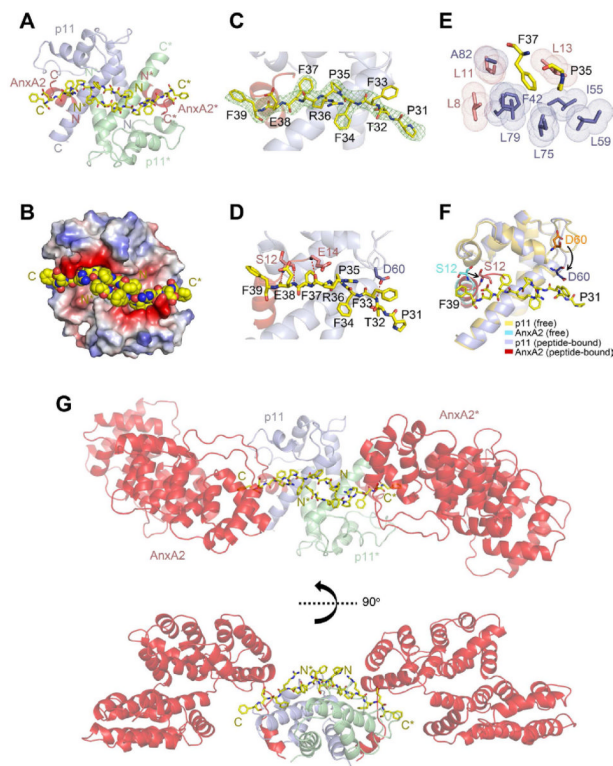 A
p11
C*
AnxA2
C
N*
C*
N
C
AnxA2*
C*
N
C
p11*
C
F37
P35
F33
F39
E38
R36
F34
T32
P31
E
F37
A82
L13
L11
P35
L8
F42
I55
L79
L75
L59
B
C
C*
D
S12
E14
D60
P35
F39
E38
F37
R36
F33
F34
T32
P31
F
D60
S12
S12
D60
F39
P31
p11 (free)
AnxA2 (free)
p11 (peptide-bound)
AnxA2 (peptide-bound)
G
p11
AnxA2*
C
N
N*
C*
AnxA2
p11*
90°
N*
N
C
C*